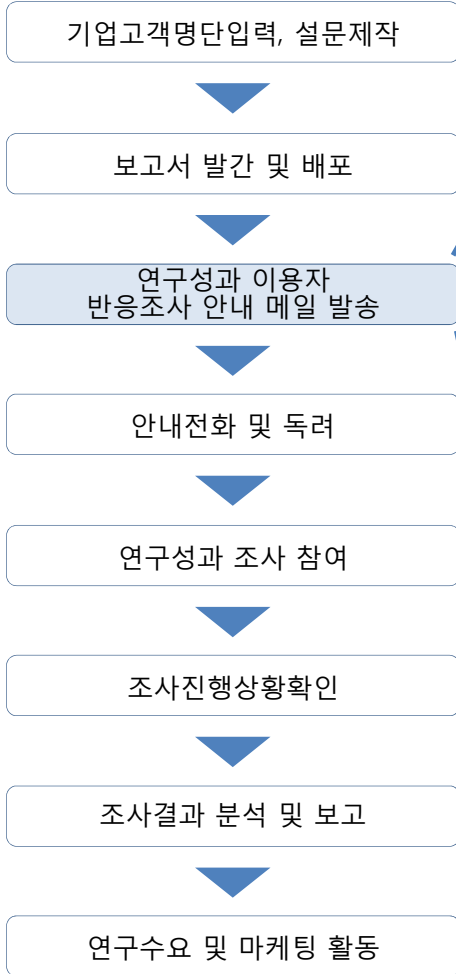 기업고객명단입력, 설문제작
보고서 발간 및 배포
연구성과 이용자
반응조사 안내 메일 발송
안내전화 및 독려
연구성과 조사 참여
조사진행상황확인
조사결과 분석 및 보고
연구수요 및 마케팅 활동